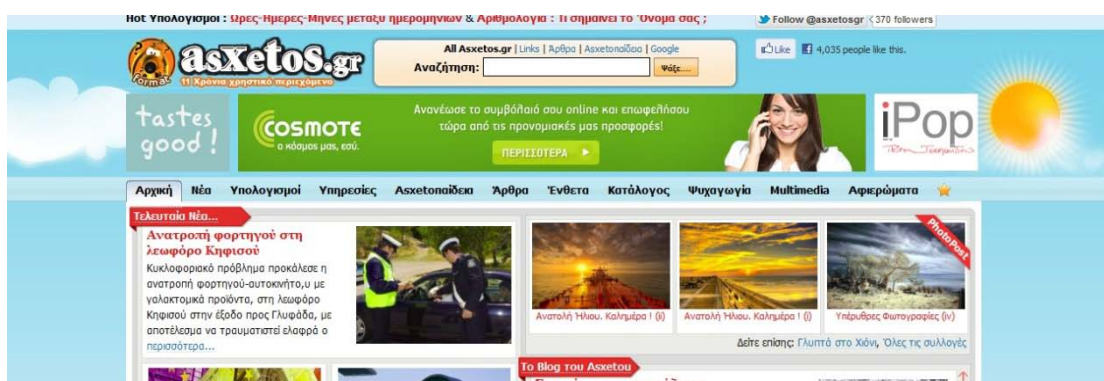 Hot Υπολογισμοί : Ώρες-Ημέρες-Μήνες μεταξύ ημερομηνιών & Αριθμολογία : Τι σημαίνει το Όνομα σας ;
Follow @asxetosgr
370 followers
asxetos.gr
format
11 Χρόνια χρηστικό περιεχόμενο
All Asxetos.gr | Links | Άρθρα | Ασχετοπαίδεια | Google
Αναζήτηση:
Ψάξε....
Like
4,035 people like this.
tastes
good !
COSMOTE
ο κόσμος μας, εσύ.
Ανανέωσε το συμβόλαιό σου online και επωφελήσου
τώρα από τις προνομιακές μας προσφορές!
ΠΕΡΙΣΣΟΤΕΡΑ
iPop
Αρχική Νέα Υπολογισμοί Υπηρεσίες Ασχετοπαίδεια Άρθρα Ένθετα Κατάλογος Ψυχαγωγία Multimedia Αφιερώματα
Τελευταία Νέα...
Ανατροπή φορτηγού στη
λεωφόρο Κηφισού
Κυκλοφοριακό πρόβλημα προκάλεσε η
ανατροπή φορτηγού-αυτοκινήτο,υ με
γαλακτομικά προϊόντα, στη λεωφόρο
Κηφισού στην έξοδο προς Γλυφάδα, με
αποτέλεσμα να τραυματιστεί ελαφρά ο
περισσότερα...
PhotoPost
Ανατολή Ήλιου. Καλημέρα ! (ii)
Ανατολή Ήλιου. Καλημέρα ! (i)
Υπέρυθρες Φωτογραφίες (iv)
Δείτε επίσης: Γλυπτά στο Χιόνι, Όλες τις συλλογές
Το Blog του Asxetou